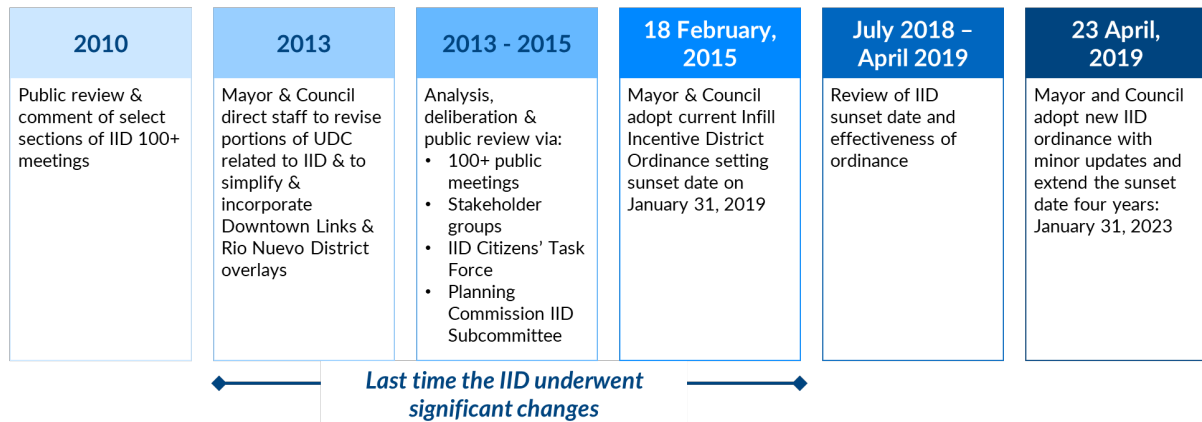 2010
Public review &
comment of select
sections of IID 100+
meetings
2013
Mayor & Council
direct staff to revise
portions of UDC
related to IID & to
simplify &
incorporate
Downtown Links &
Rio Nuevo District
overlays
2013 - 2015
Analysis,
deliberation &
public review via:
• 100+ public
meetings
• Stakeholder
groups
• IID Citizens’ Task
Force
• Planning
Commission IID
Subcommittee
18 February,
2015
Mayor & Council
adopt current Infill
Incentive District
Ordinance setting
sunset date on
January 31, 2019
July 2018 –
April 2019
Review of IID
sunset date and
effectiveness of
ordinance
23 April,
2019
Mayor and Council
adopt new IID
ordinance with
minor updates and
extend the sunset
date four years:
January 31, 2023
Last time the IID underwent
significant changes